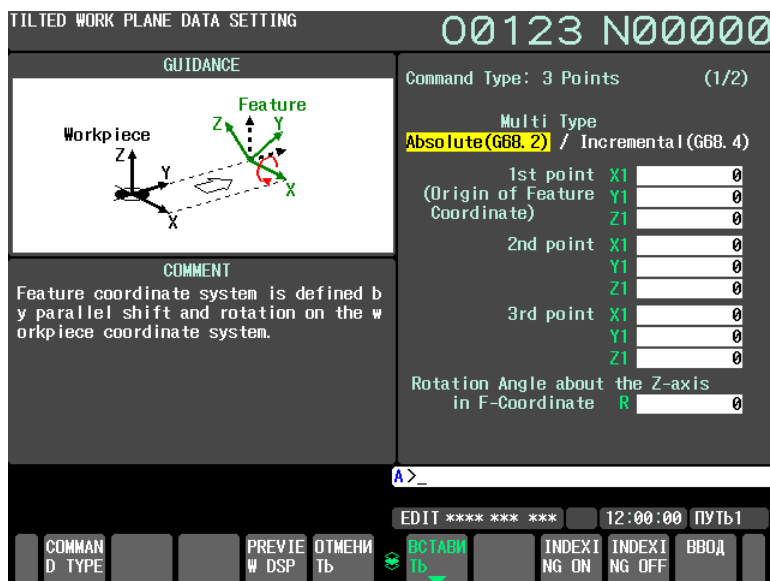 TILTED WORK PLANE DATA SETTING
O0123 N00000
GUIDANCE
Feature
Z Y
Workpiece
Z
Y
X
X
COMMENT
Feature coordinate system is defined b
y parallel shift and rotation on the w
orkpiece coordinate system.
Command Type: 3 Points (1/2)
Multi Type
Absolute(G68.2) / Incremental(G68.4)
1st point X1 0
(Origin of Feature Y1 0
Coordinate) Z1 0
2nd point X1 0
Y1 0
Z1 0
3rd point X1 0
Y1 0
Z1 0
Rotation Angle about the Z-axis
in F-Coordinate R 0
A>_
EDIT **** *** *** 12:00:00 ПУТЬ1
COMMAN PREVIE ОТМЕНИ ВСТАВИ INDEXI INDEXI ВВОД
D TYPE W DSP ТЬ ТЬ NG ON NG OFF